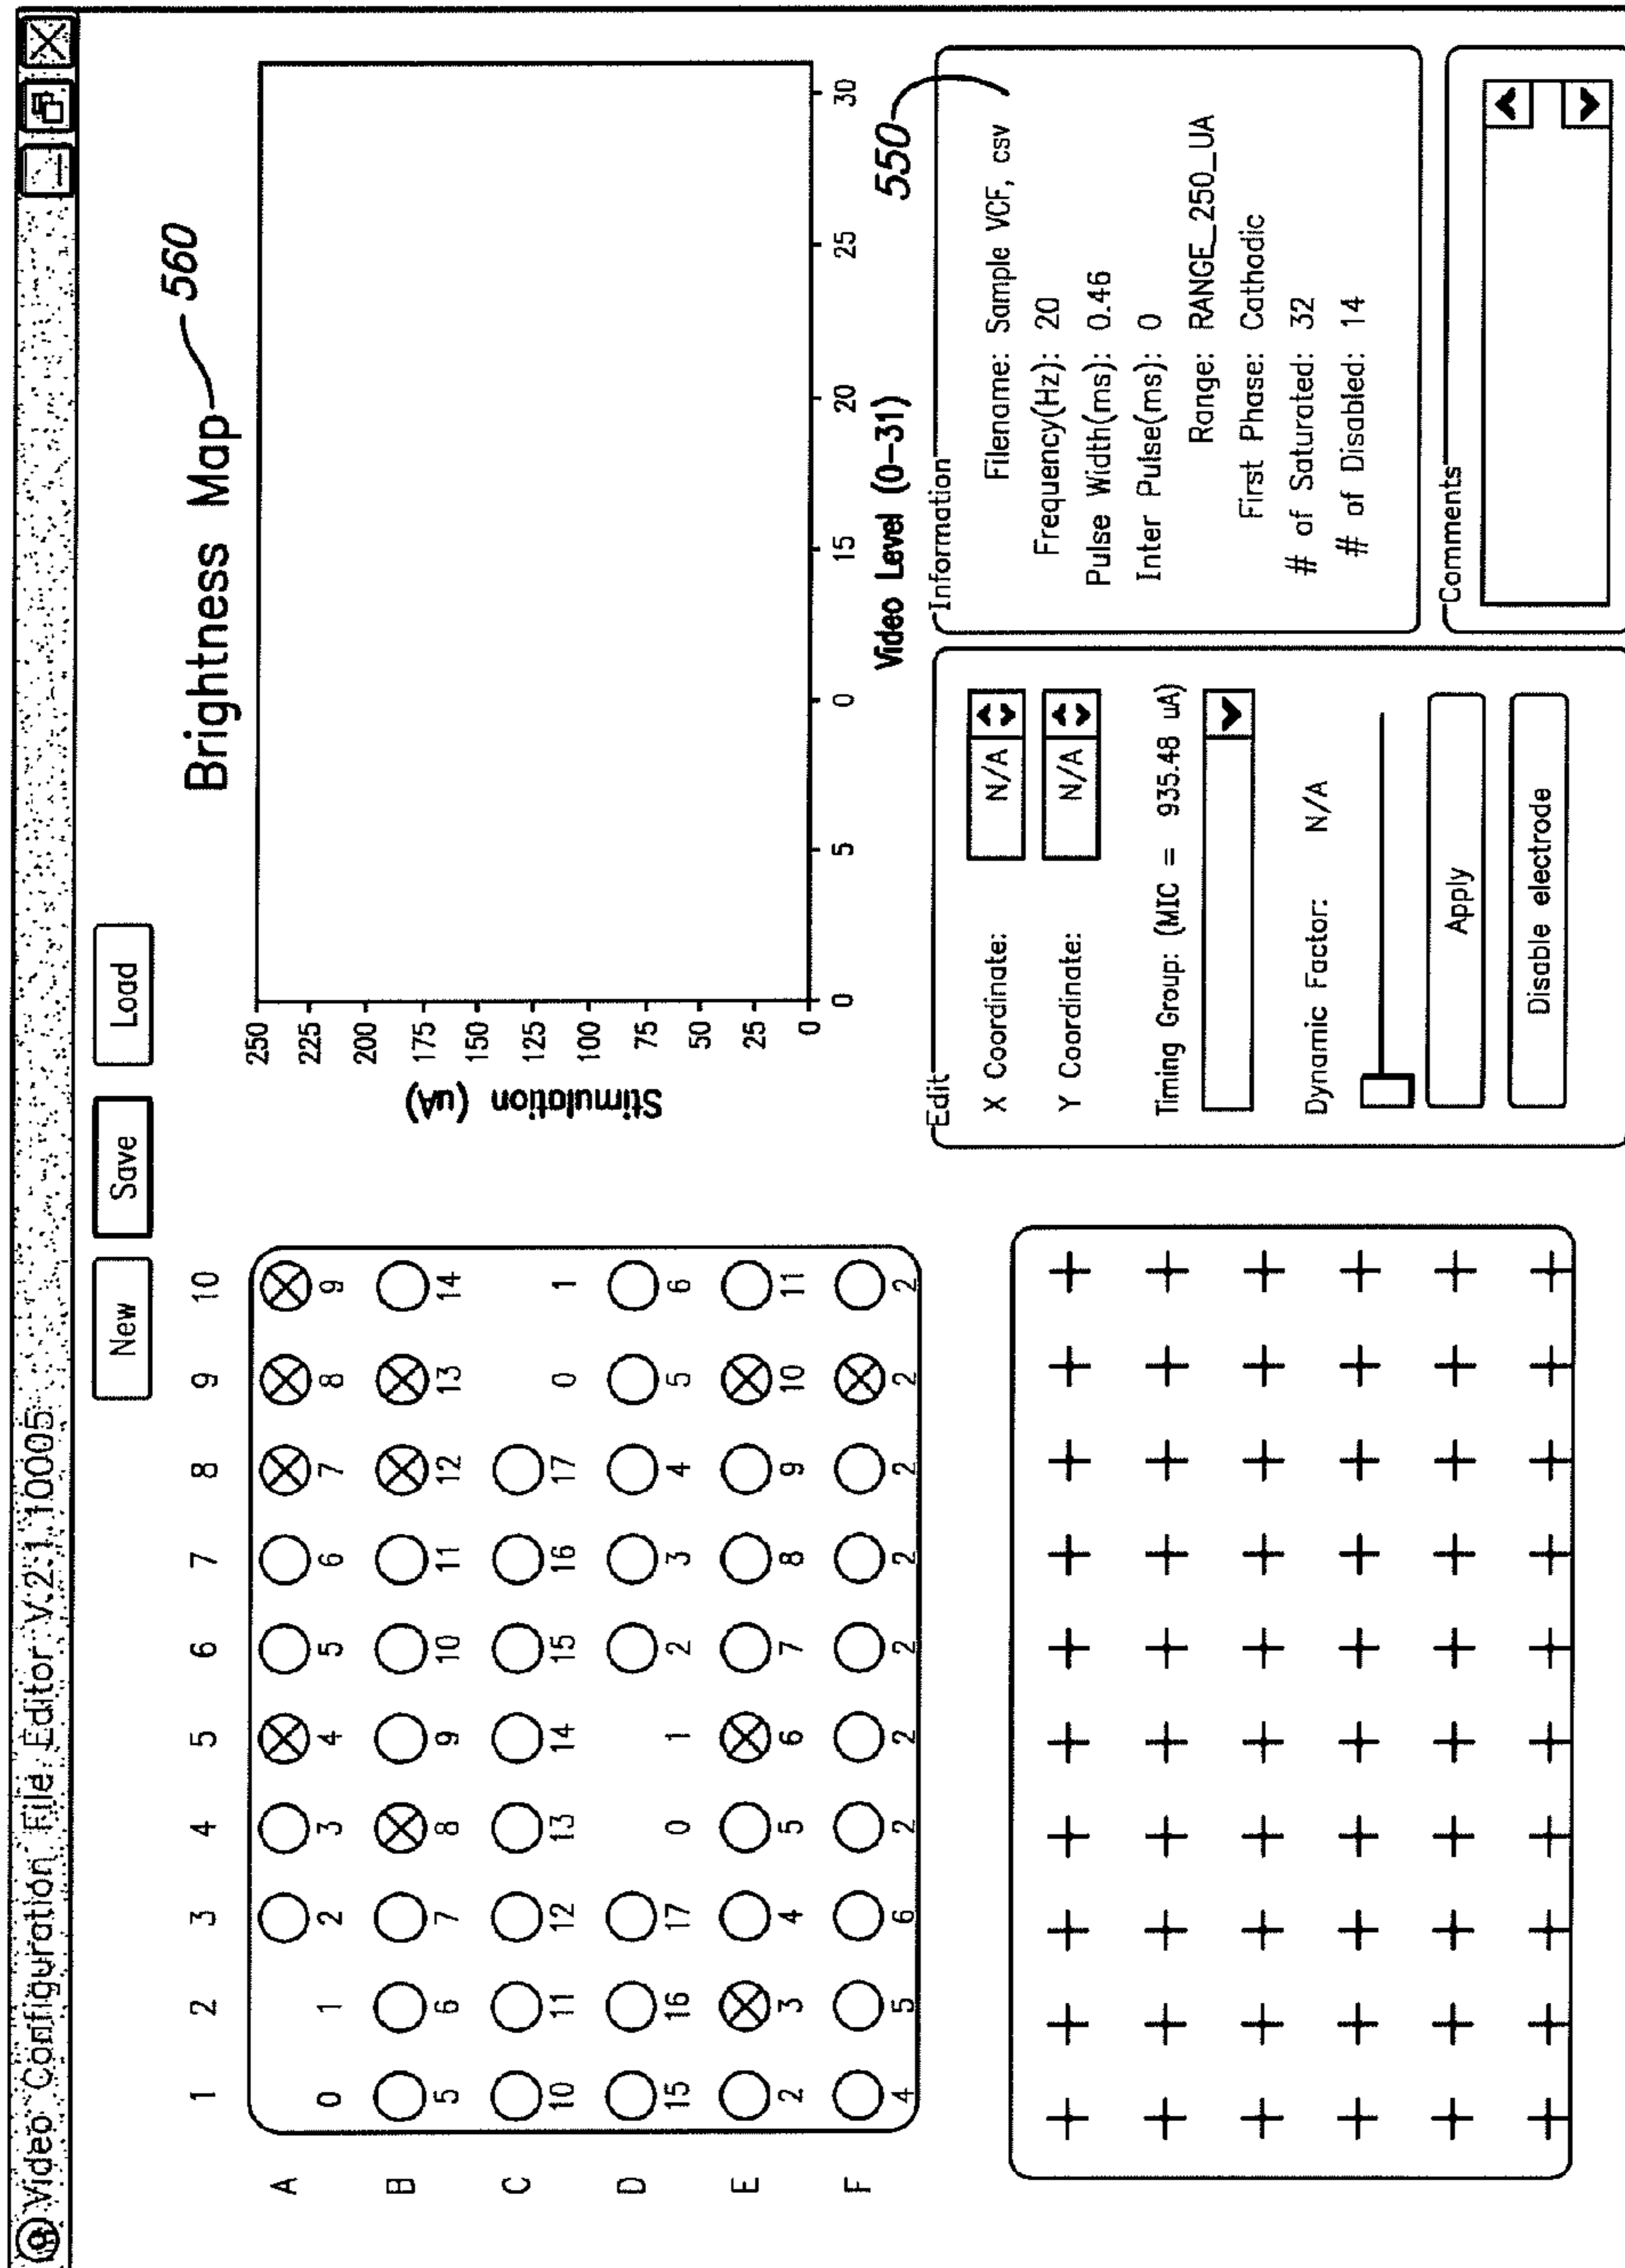 Video Configuration File Editor V.2.1.10005
New Save Load
1 2 3 4 5 6 7 8 9 10
A
0 1 2 3 4 5 6 7 8 9
B
5 6 7 8 9 10 11 12 13 14
C
10 11 12 13 14 15 16 17 0 1
D
15 16 17 0 1 2 3 4 5 6
E
2 3 4 5 6 7 8 9 10 11
F
4 5 6 2 2 2 2 2 2 2
Brightness Map 560
Stimulation (uA)
250
225
200
175
150
100
75
50
25
0
0 5 0 15 20 25 30
Video Level (0-31)
Edit
X Coordinate: N/A
Y Coordinate: N/A
Timing Group: (MIC = 935.48 uA)
Dynamic Factor: N/A
Apply
Disable electrode
550
Information
Filename: Sample VCF, csv
Frequency(Hz): 20
Pulse Width(ms): 0.46
Inter Pulse(ms): 0
Range: RANGE_250_UA
First Phase: Cathodic
# of Saturated: 32
# of Disabled: 14
Comments